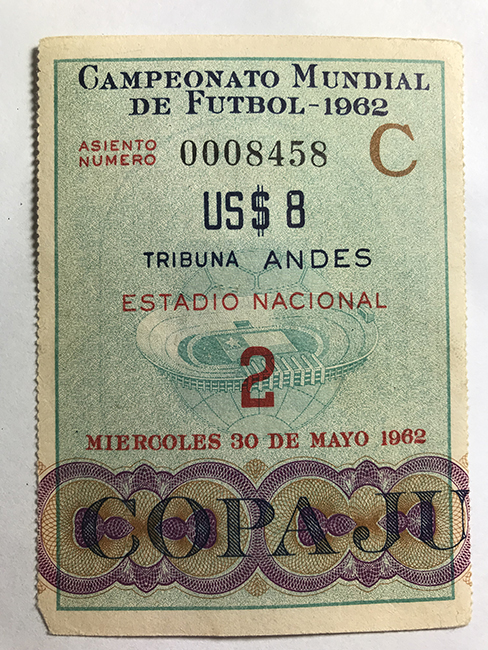 CAMPEONATO MUNDIAL
DE FUTBOL-1962
ASIENTO
NUMERO 0008458 C
US$ 8
TRIBUNA ANDES
ESTADIO NACIONAL
2
MIERCOLES 30 DE MAYO 1962
COPA JU